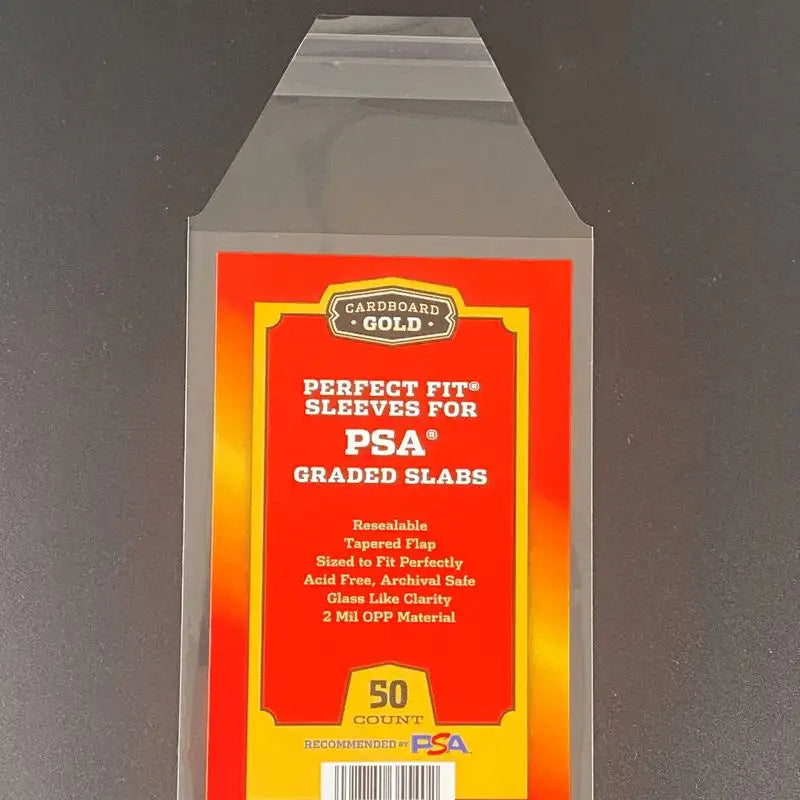 CARDBOARD
GOLD
PERFECT FIT®
SLEEVES FOR
PSA®
GRADED SLABS
Resealable
Tapered Flap
Sized to Fit Perfectly
Acid Free, Archival Safe
Glass Like Clarity
2 Mil OPP Material
50
COUNT
RECOMMENDED BY PSA